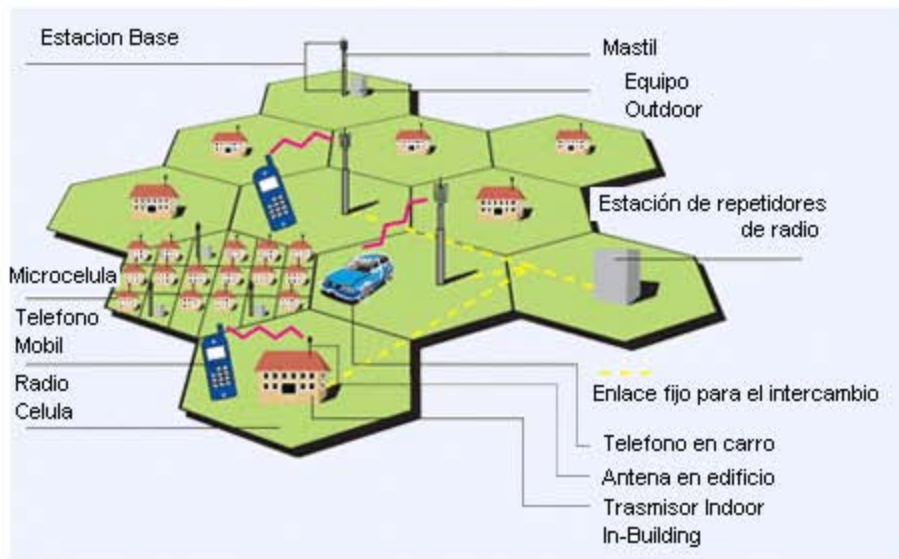 Estacion Base
Mastil
Equipo
Outdoor
Estación de repetidores
de radio
Microcelula
Telefono
Mobil
Radio
Celula
Enlace fijo para el intercambio
Telefono en carro
Antena en edificio
Trasmisor Indoor
In-Building